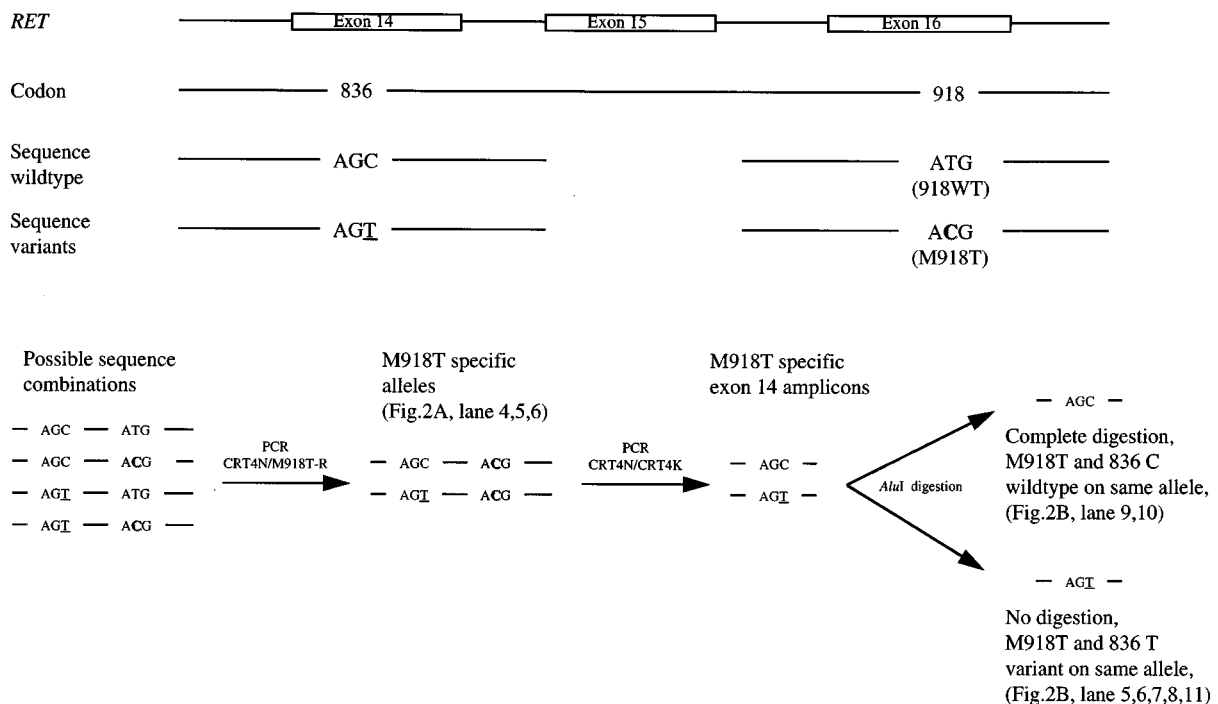 RET
Exon 14
Exon 15
Exon 16
Codon
836
918
Sequence
wildtype
AGC
ATG
(918WT)
Sequence
variants
AGT
ACG
(M918T)
Possible sequence
combinations
AGC ATG
AGC ACG
AGT ATG
AGT ACG
PCR
CRT4N/M918T-R
M918T specific
alleles
(Fig.2A, lane 4,5,6)
AGC ACG
AGT ACG
PCR
CRT4N/CRT4K
M918T specific
exon 14 amplicons
AGC
AGT
AluI digestion
AGC
Complete digestion,
M918T and 836 C
wildtype on same allele,
(Fig.2B, lane 9,10)
AGT
No digestion,
M918T and 836 T
variant on same allele,
(Fig.2B, lane 5,6,7,8,11)